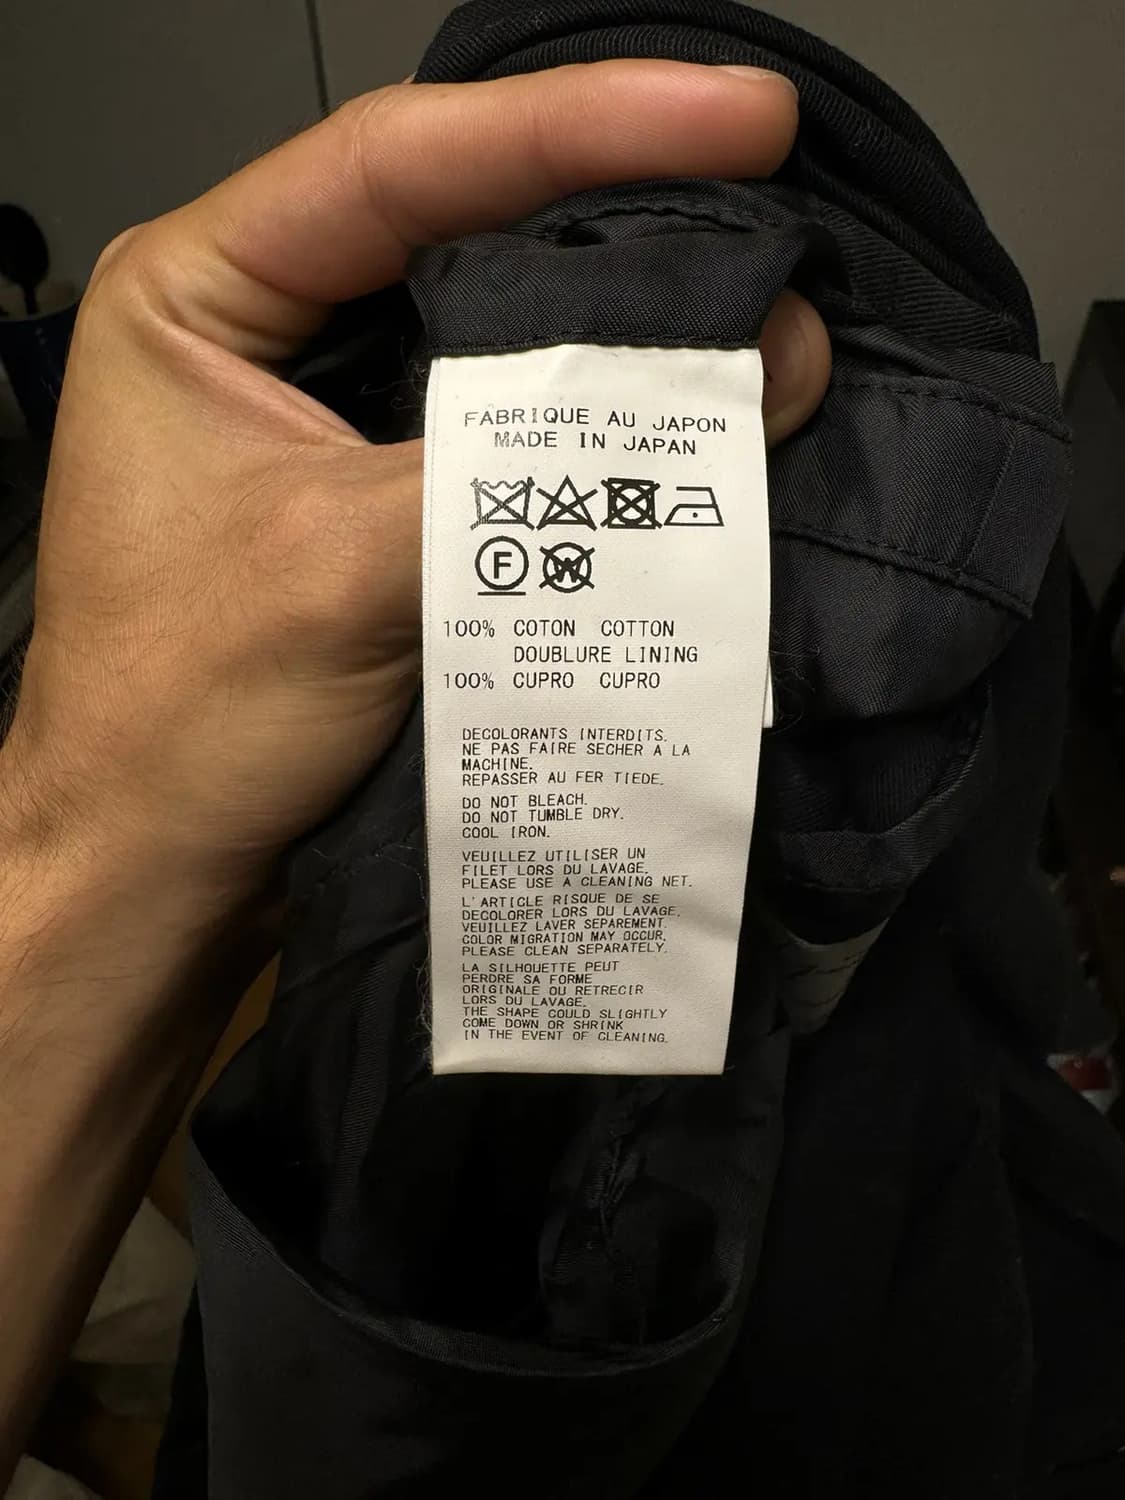 FABRIQUE AU JAPON
MADE IN JAPAN
F W
100% COTON COTTON
DOUBLURE LINING
100% CUPRO CUPRO
DECOLORANTS INTERDITS.
NE PAS FAIRE SECHER A LA
MACHINE.
REPASSER AU FER TIEDE.
DO NOT BLEACH.
DO NOT TUMBLE DRY.
COOL IRON.
VEUILLEZ UTILISER UN
FILET LORS DU LAVAGE.
PLEASE USE A CLEANING NET.
L'ARTICLE RISQUE DE SE
DECOLORER LORS DU LAVAGE.
VEUILLEZ LAVER SEPAREMENT.
COLOR MIGRATION MAY OCCUR.
PLEASE CLEAN SEPARATELY.
LA SILHOUETTE PEUT
PERDRE SA FORME
ORIGINALE OU RETRECIR
LORS DU LAVAGE.
THE SHAPE COULD SLIGHTLY
COME DOWN OR SHRINK
IN THE EVENT OF CLEANING.